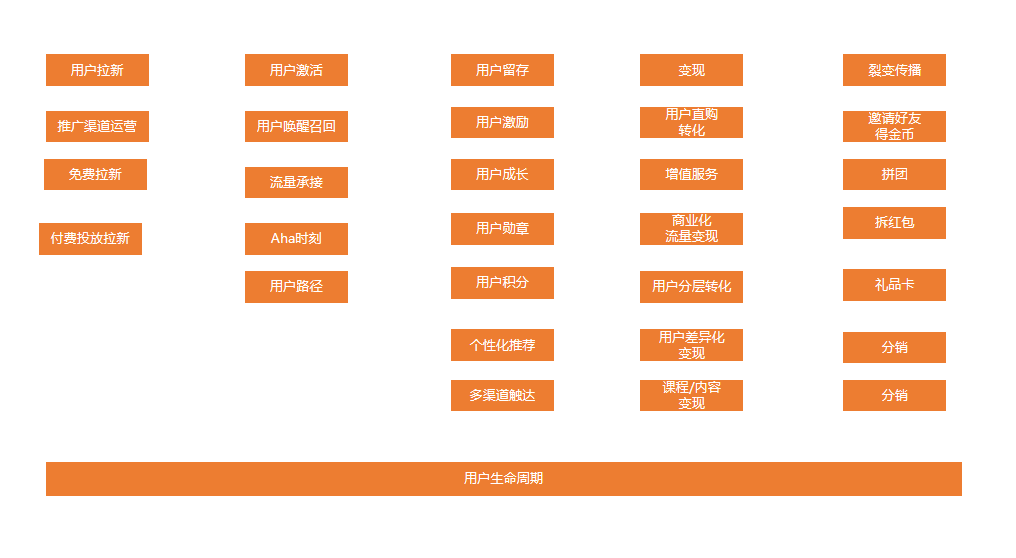 用户拉新
用户激活
用户留存
变现
裂变传播
推广渠道运营
用户唤醒召回
用户激励
用户直购
转化
邀请好友
得金币
免费拉新
流量承接
用户成长
增值服务
拼团
付费投放拉新
Aha时刻
用户勋章
商业化
流量变现
拆红包
用户路径
用户积分
用户分层转化
礼品卡
个性化推荐
用户差异化
变现
分销
多渠道触达
课程/内容
变现
分销
用户生命周期